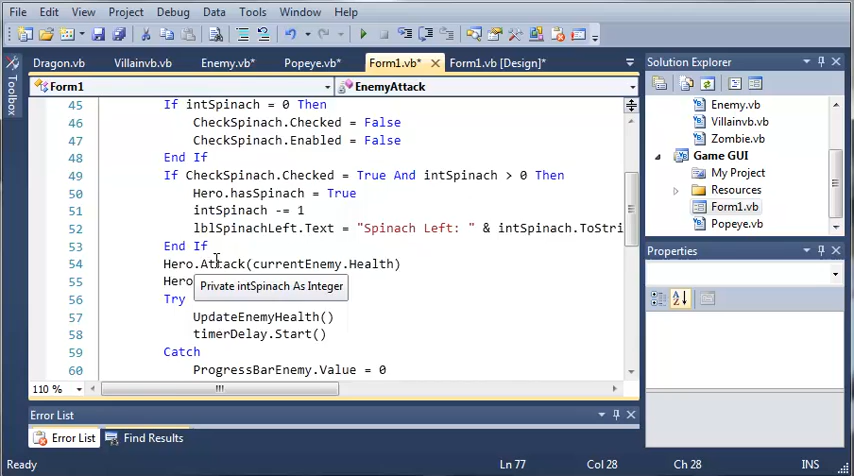 File Edit View Project Debug Data Tools Window Help
Dragon.vb Villainvb.vb Enemy.vb* Popeye.vb* Form1.vb* Form1.vb [Design]*
Solution Explorer
Toolbox
Form1 EnemyAttack
45 If intSpinach = 0 Then
46 CheckSpinach.Checked = False
47 CheckSpinach.Enabled = False
48 End If
49 If CheckSpinach.Checked = True And intSpinach > 0 Then
50 Hero.hasSpinach = True
51 intSpinach -= 1
52 lblSpinachLeft.Text = "Spinach Left: " & intSpinach.ToStri
53 End If
54 Hero.Attack(currentEnemy.Health)
55 Hero
Private intSpinach As Integer
56 Try
57 UpdateEnemyHealth()
58 timerDelay.Start()
59 Catch
60 ProgressBarEnemy.Value = 0
110 %
Enemy.vb
Villainvb.vb
Zombie.vb
Game GUI
My Project
Resources
Form1.vb
Popeye.vb
Properties
Error List
Error List Find Results
Ready Ln 77 Col 28 Ch 28 INS